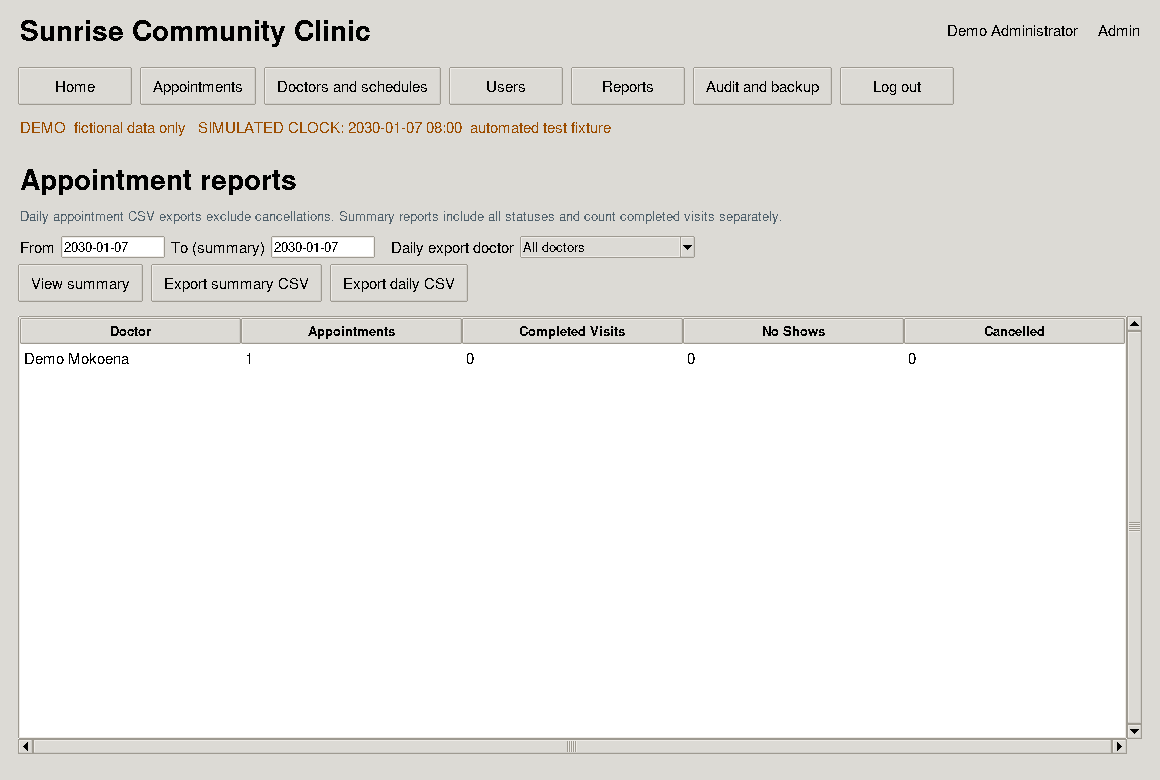 Sunrise Community Clinic
Demo Administrator Admin
Home Appointments Doctors and schedules Users Reports Audit and backup Log out
DEMO fictional data only SIMULATED CLOCK: 2030-01-07 08:00 automated test fixture
Appointment reports
Daily appointment CSV exports exclude cancellations. Summary reports include all statuses and count completed visits separately.
From 2030-01-07 To (summary) 2030-01-07 Daily export doctor All doctors
View summary Export summary CSV Export daily CSV
Doctor Appointments Completed Visits No Shows Cancelled
Demo Mokoena 1 0 0 0